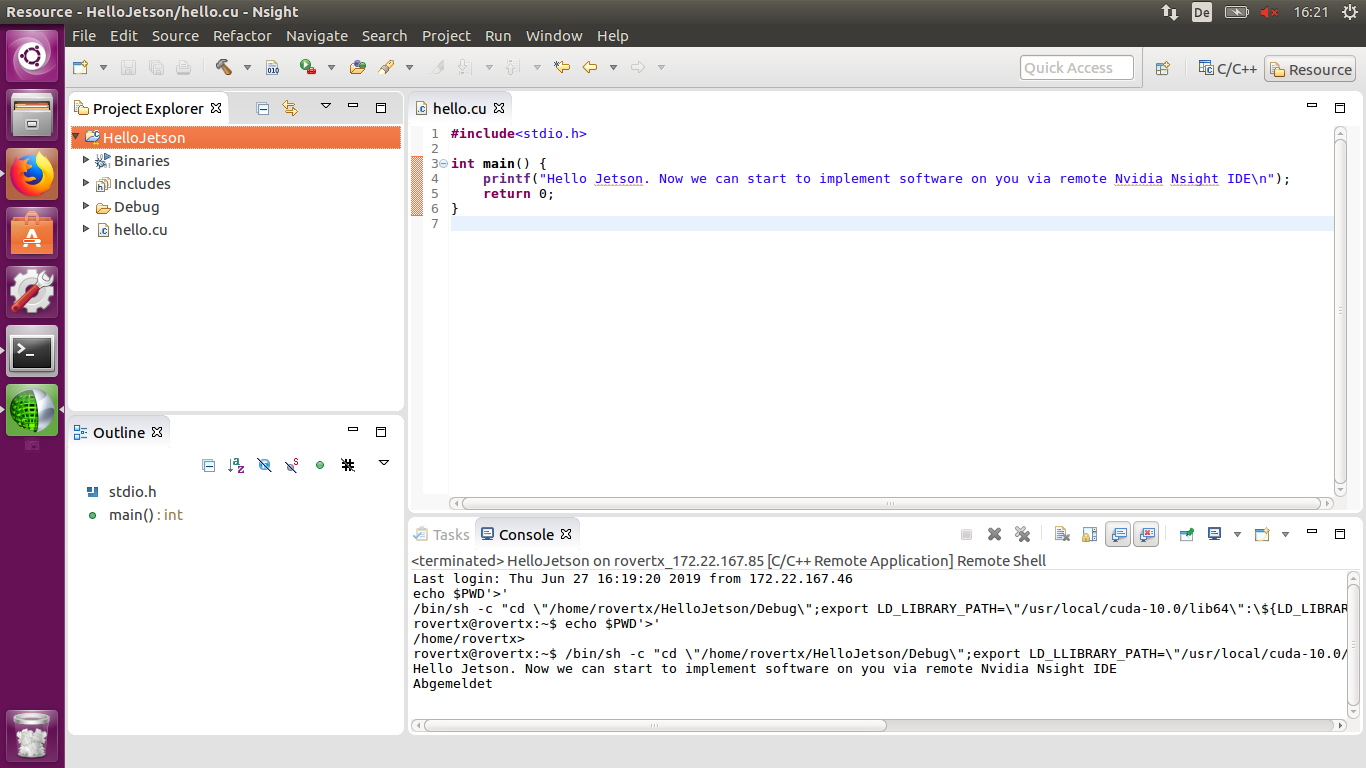 Resource - HelloJetson/hello.cu - Nsight
De
16:21
File Edit Source Refactor Navigate Search Project Run Window Help
010
Quick Access
C/C++
Resource
Project Explorer
HelloJetson
Binaries
Includes
Debug
hello.cu
hello.cu
1 #include<stdio.h>
2
3 int main() {
4 printf("Hello Jetson. Now we can start to implement software on you via remote Nvidia Nsight IDE\n");
5 return 0;
6 }
7
Outline
stdio.h
main() : int
Tasks
Console
<terminated> HelloJetson on rovertx_172.22.167.85 [C/C++ Remote Application] Remote Shell
Last login: Thu Jun 27 16:19:20 2019 from 172.22.167.46
echo $PWD'>'
/bin/sh -c "cd \"/home/rovertx/HelloJetson/Debug\";export LD_LIBRARY_PATH=\"/usr/local/cuda-10.0/lib64\":\${LD_LIBRAR
rovertx@rovertx:~$ echo $PWD'>'
/home/rovertx>
rovertx@rovertx:~$ /bin/sh -c "cd \"/home/rovertx/HelloJetson/Debug\";export LD_LLIBRARY_PATH=\"/usr/local/cuda-10.0/
Hello Jetson. Now we can start to implement software on you via remote Nvidia Nsight IDE
Abgemeldet